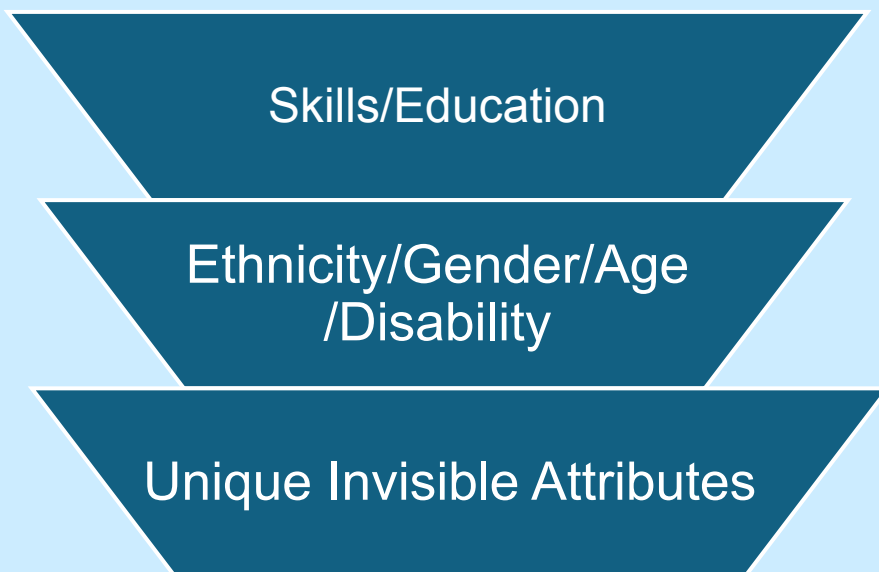 Skills/Education
Ethnicity/Gender/Age
/Disability
Unique Invisible Attributes